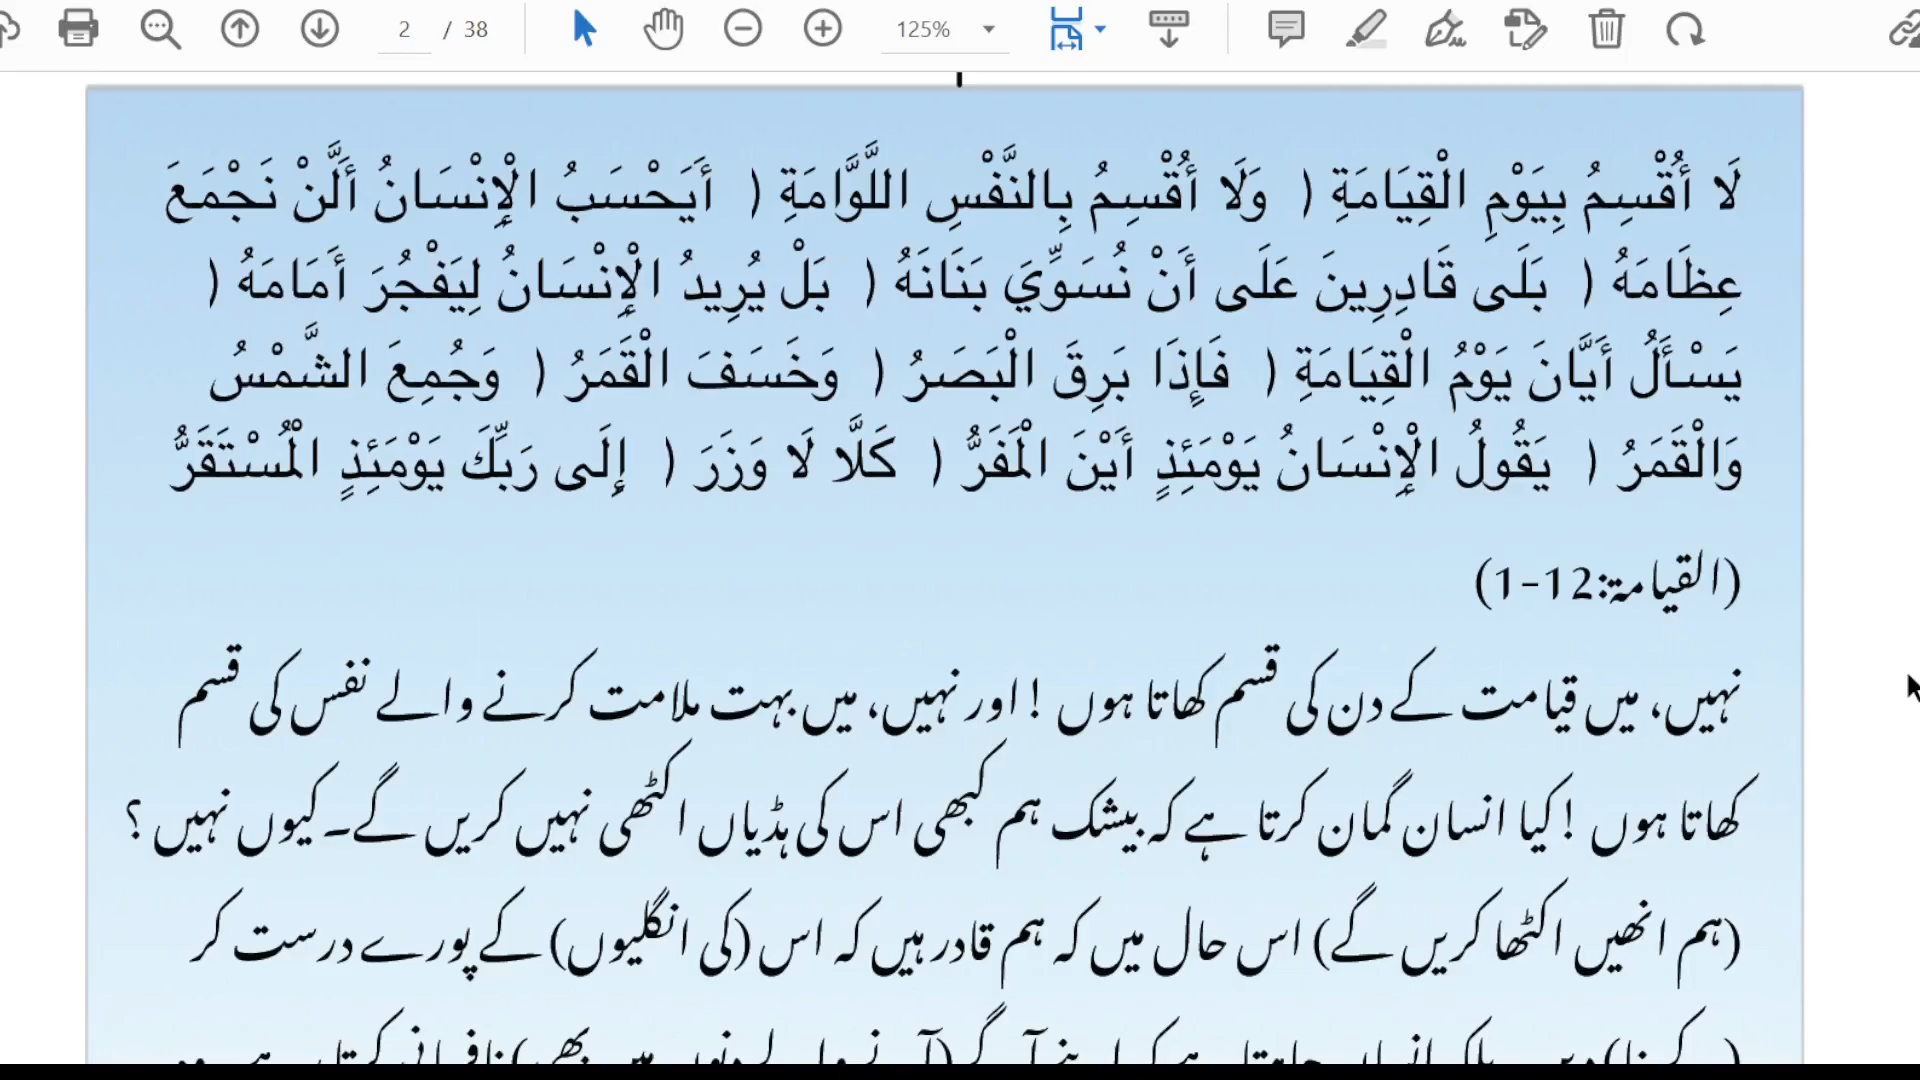 2 / 38 125%
لَا أُقْسِمُ بِيَوْمِ الْقِيَامَةِ ( وَلَا أُقْسِمُ بِالنَّفْسِ اللَّوَّامَةِ ( أَيَحْسَبُ الْإِنْسَانُ أَلَّنْ نَجْمَعَ
عِظَامَهُ ( بَلَى قَادِرِينَ عَلَى أَنْ نُسَوِّيَ بَنَانَهُ ( بَلْ يُرِيدُ الْإِنْسَانُ لِيَفْجُرَ أَمَامَهُ (
يَسْأَلُ أَيَّانَ يَوْمُ الْقِيَامَةِ ( فَإِذَا بَرِقَ الْبَصَرُ ( وَخَسَفَ الْقَمَرُ ( وَجُمِعَ الشَّمْسُ
وَالْقَمَرُ ( يَقُولُ الْإِنْسَانُ يَوْمَئِذٍ أَيْنَ الْمَفَرُّ ( كَلَّا لَا وَزَرَ ( إِلَى رَبِّكَ يَوْمَئِذٍ الْمُسْتَقَرُّ
(القیامۃ:12-1)
نہیں، میں قیامت کے دن کی قسم کھاتا ہوں ! اور نہیں، میں بہت ملامت کرنے والے نفس کی قسم
کھاتا ہوں ! کیا انسان گمان کرتا ہے کہ بیشک ہم کبھی اس کی ہڈیاں اکٹھی نہیں کریں گے۔ کیوں نہیں ؟
(ہم انھیں اکٹھا کریں گے) اس حال میں کہ ہم قادر ہیں کہ اس (کی انگلیوں) کے پورے درست کر